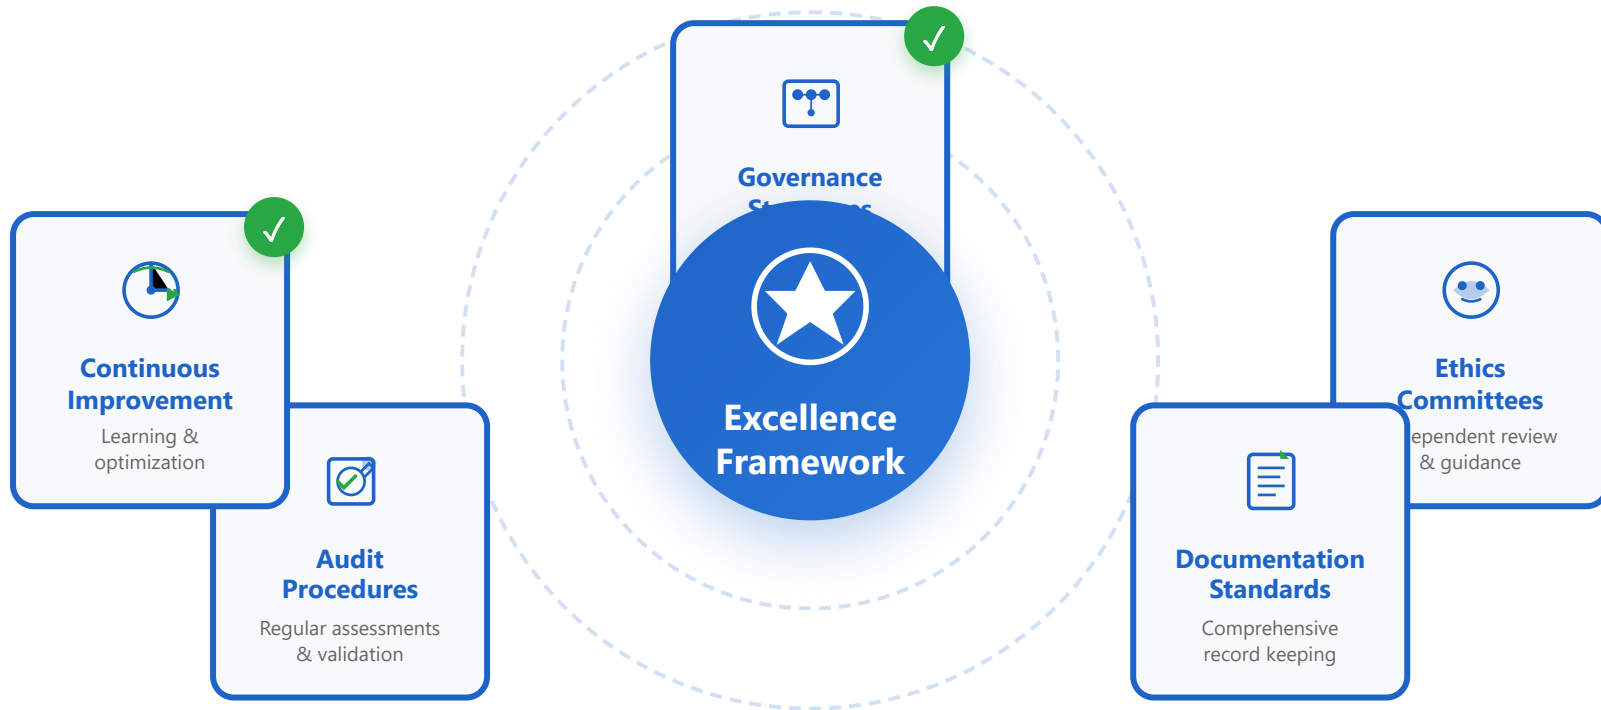 Governance
Excellence
Framework
Continuous
Improvement
Learning &
optimization
Audit
Procedures
Regular assessments
& validation
Ethics
Committees
review
& guidance
Documentation
Standards
Comprehensive
record keeping